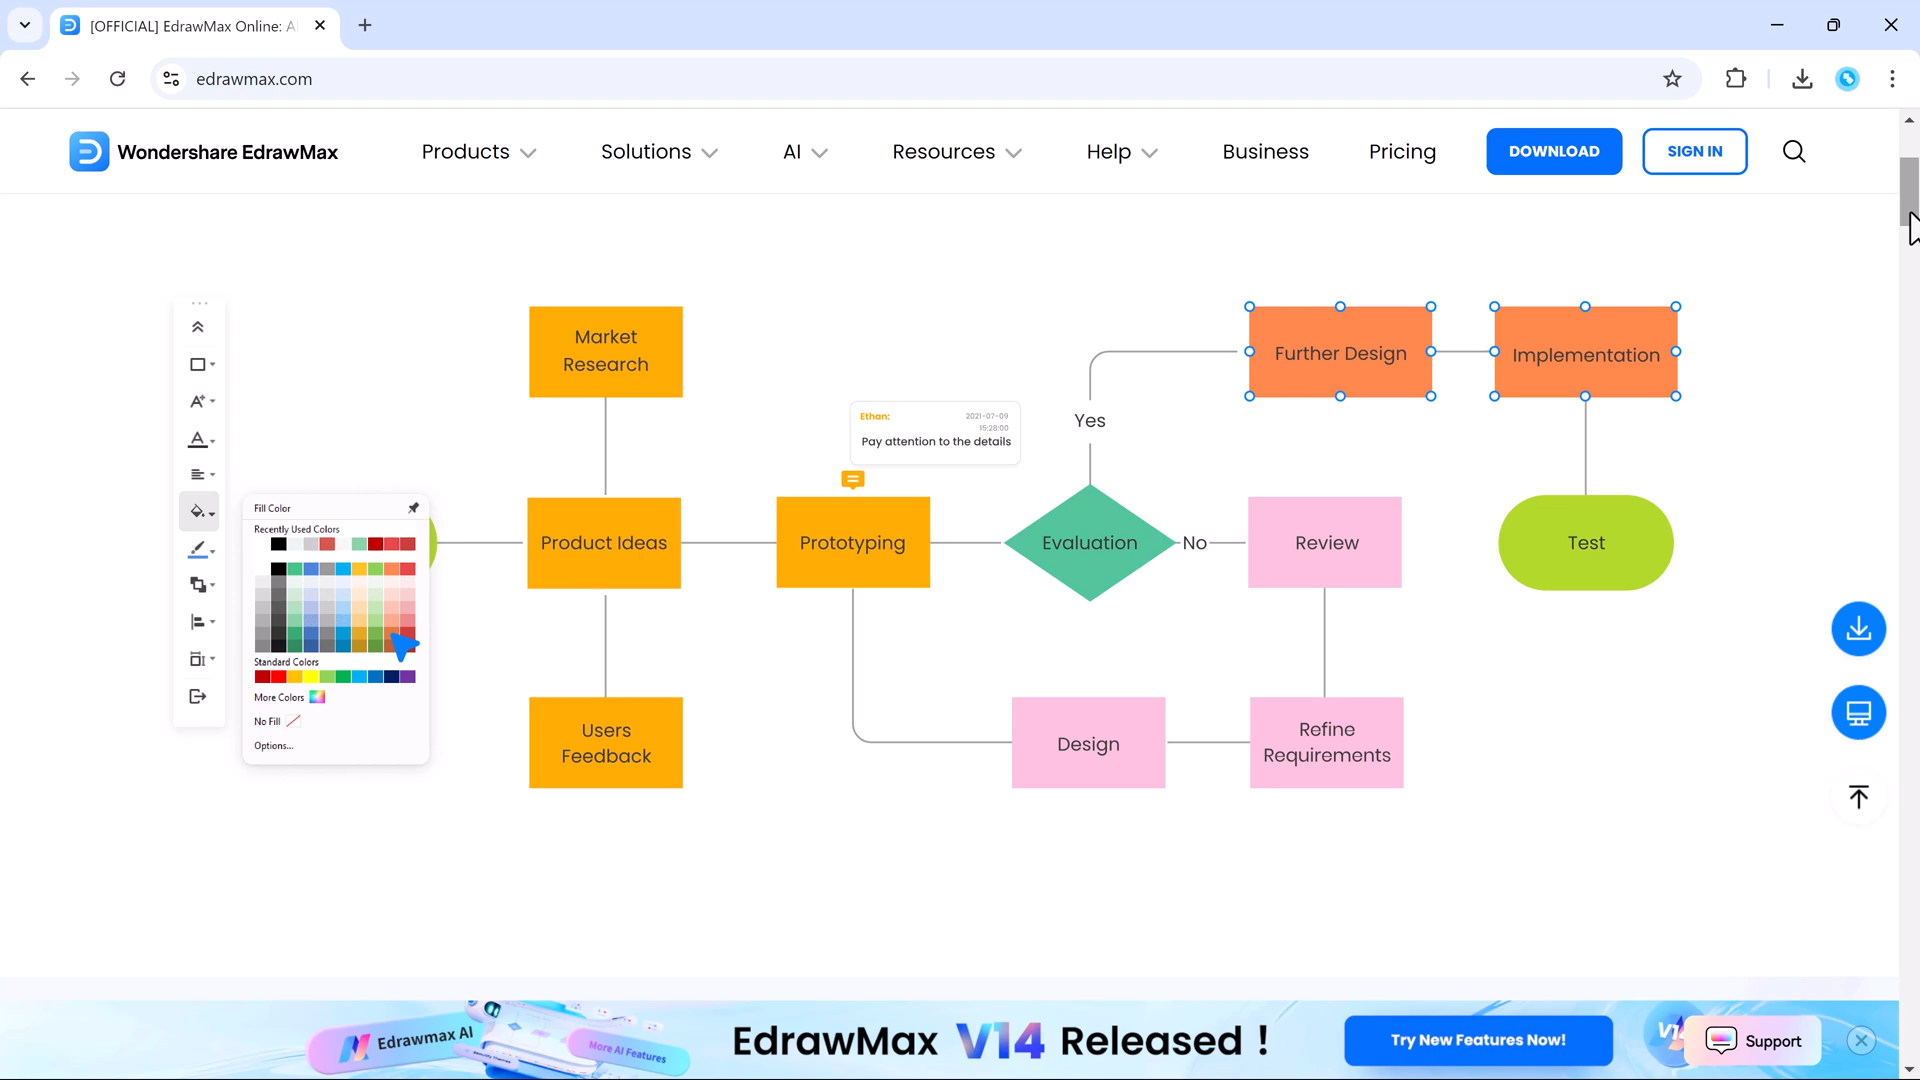 [OFFICIAL] EdrawMax Online: A
edrawmax.com
Wondershare EdrawMax
Products
Solutions
AI
Resources
Help
Business
Pricing
DOWNLOAD
SIGN IN
Market
Research
Further Design
Implementation
Ethan:
2021-07-09
15:28:00
Pay attention to the details
Yes
Fill Color
Recently Used Colors
Standard Colors
More Colors
No Fill
Options...
Product Ideas
Prototyping
Evaluation
No
Review
Test
Users
Feedback
Design
Refine
Requirements
Edrawmax AI
More AI Features
EdrawMax V14 Released !
Try New Features Now!
V14
Support